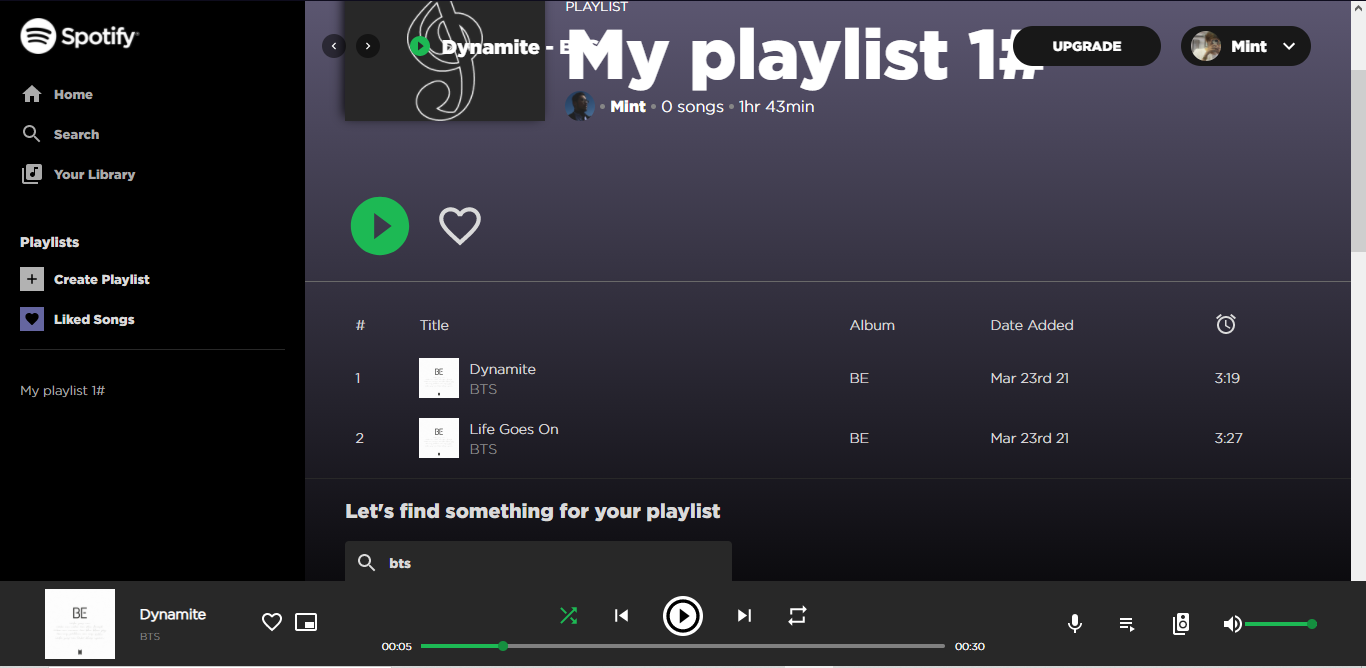 Spotify
Home
Search
Your Library
Playlists
Create Playlist
Liked Songs
My playlist 1#
PLAYLIST
Dynamite - B
My playlist 1#
UPGRADE
Mint
• Mint • 0 songs • 1hr 43min
# Title Album Date Added
1 Dynamite BE Mar 23rd 21 3:19
BTS
2 Life Goes On BE Mar 23rd 21 3:27
BTS
Let's find something for your playlist
bts
BE
Dynamite
BTS
00:05
00:30